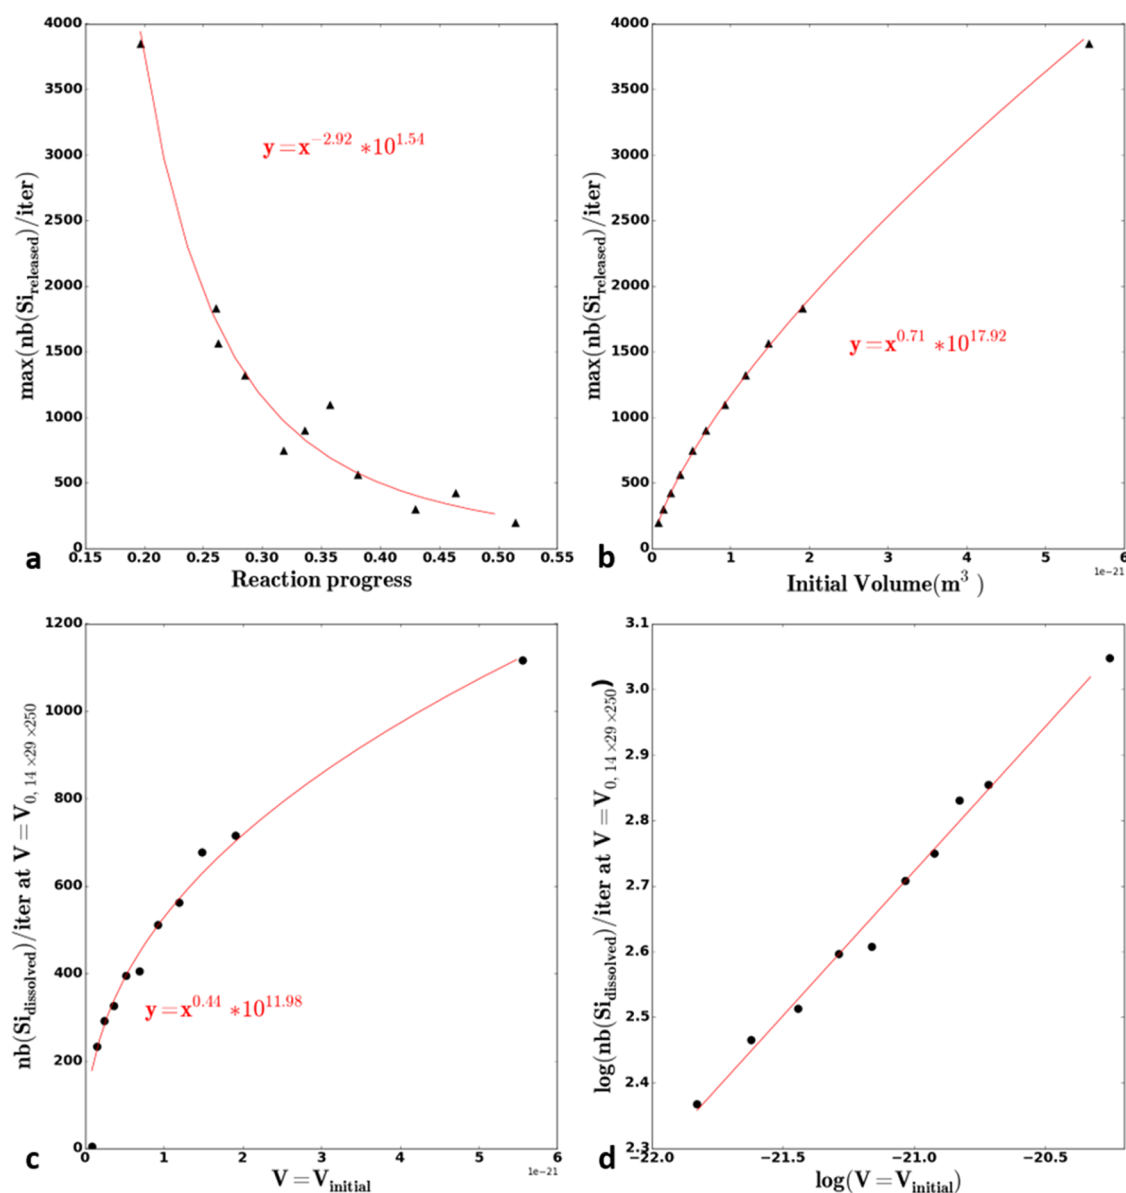 4000
3500
3000
2500
2000
1500
1000
500
0
max(nb(Si_released)/iter)
y=x^−2.92 *10^1.54
0.15 0.20 0.25 0.30 0.35 0.40 0.45 0.50 0.55
Reaction progress
a
4000
3500
3000
2500
2000
1500
1000
500
0
max(nb(Si_released)/iter)
y=x^0.71 *10^17.92
0 1 2 3 4 5 6
1e−21
Initial Volume(m^3 )
b
1200
1000
800
600
400
200
0
nb(Si_dissolved)/iter at V=V_0, 14×29×250
y=x^0.44 *10^11.98
0 1 2 3 4 5 6
1e−21
V=V_initial
c
3.1
3.0
2.9
2.8
2.7
2.6
2.5
2.4
2.3
log(nb(Si_dissolved)/iter at V=V_0, 14×29×250)
−22.0 −21.5 −21.0 −20.5
log(V=V_initial)
d